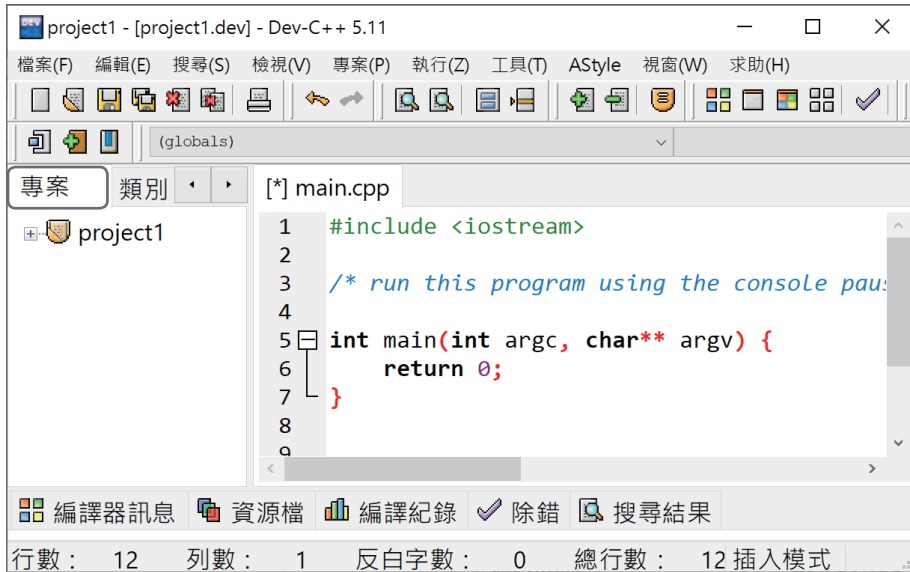 project1 - [project1.dev] - Dev-C++ 5.11
檔案(F) 編輯(E) 搜尋(S) 檢視(V) 專案(P) 執行(Z) 工具(T) AStyle 視窗(W) 求助(H)
(globals)
專案 類別 [*] main.cpp
project1
1 #include <iostream>
2
3 /* run this program using the console
4
5 int main(int argc, char** argv) {
6 return 0;
7 }
8
9
編譯器訊息 資源檔 編譯紀錄 除錯 搜尋結果
行數: 12 列數: 1 反白字數: 0 總行數: 12 插入模式